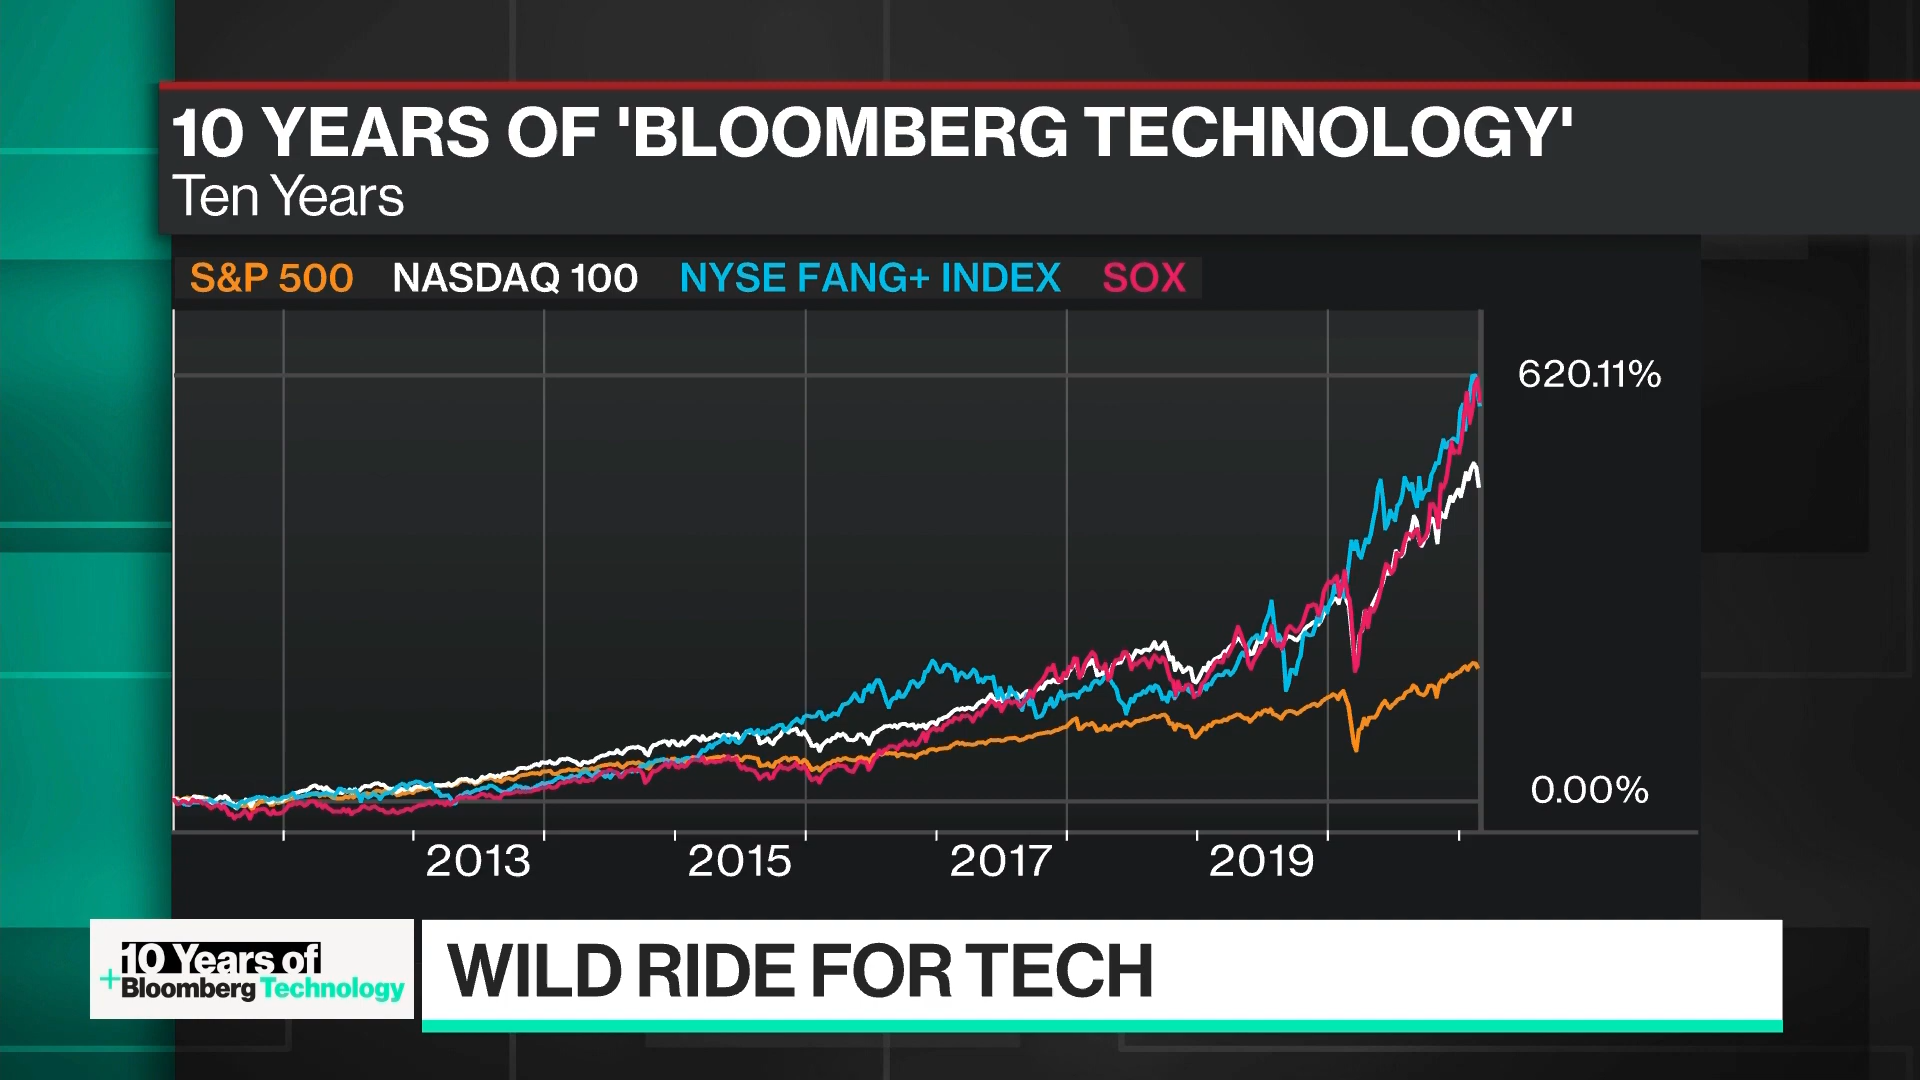 10 YEARS OF 'BLOOMBERG TECHNOLOGY'
Ten Years
S&P 500 NASDAQ 100 NYSE FANG+ INDEX SOX
620.11%
0.00%
2013 2015 2017 2019
10 Years of
+Bloomberg Technology
WILD RIDE FOR TECH